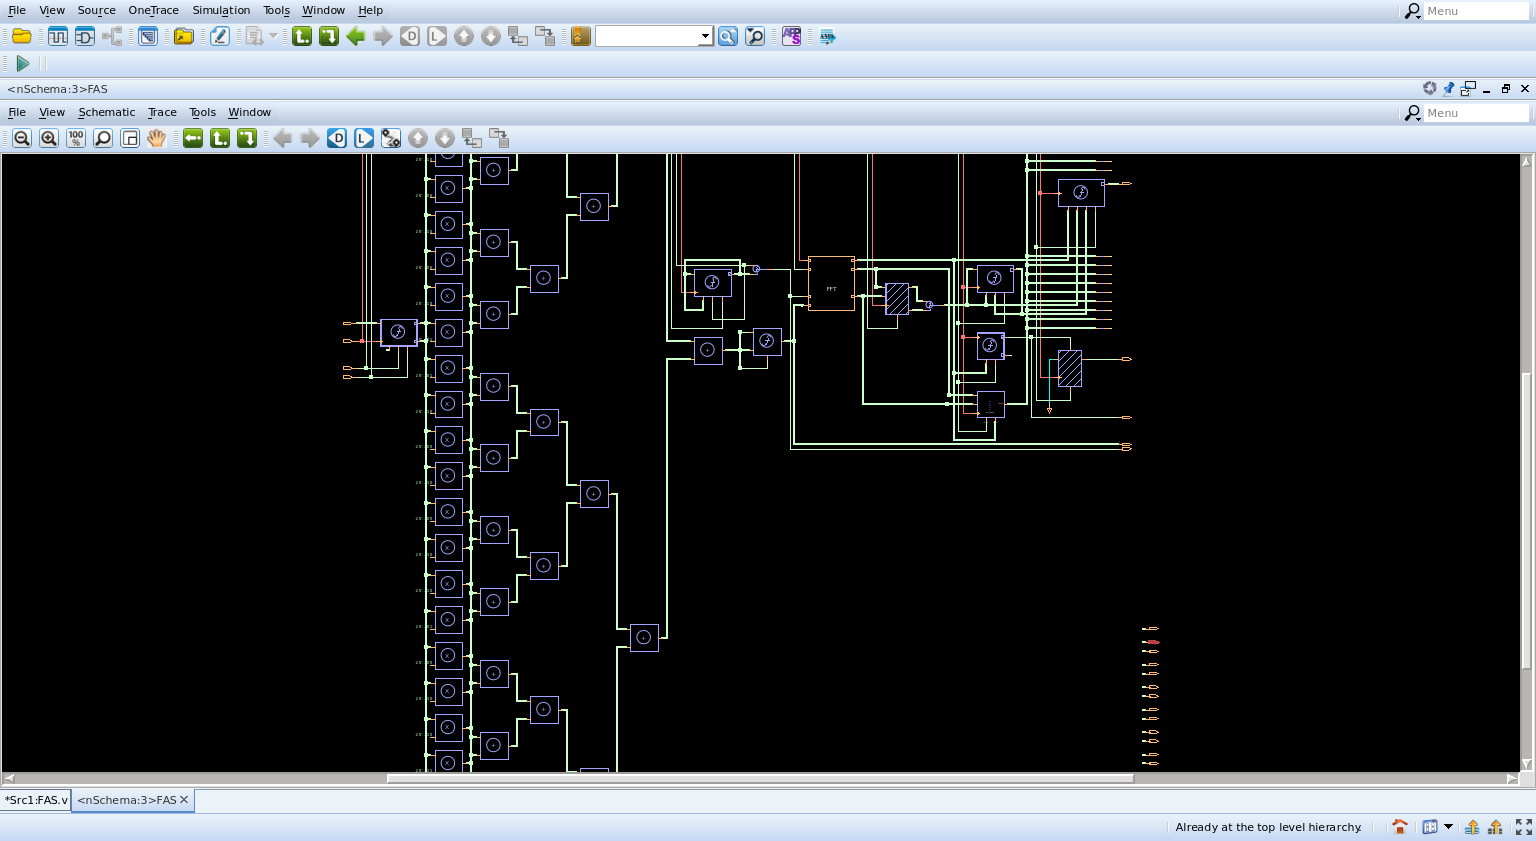 File View Source OneTrace Simulation Tools Window Help
Menu
<nSchema:3>FAS
File View Schematic Trace Tools Window
Menu
100
%
D L
FFT
*Src1:FAS.v <nSchema:3>FAS
Already at the top level hierarchy.